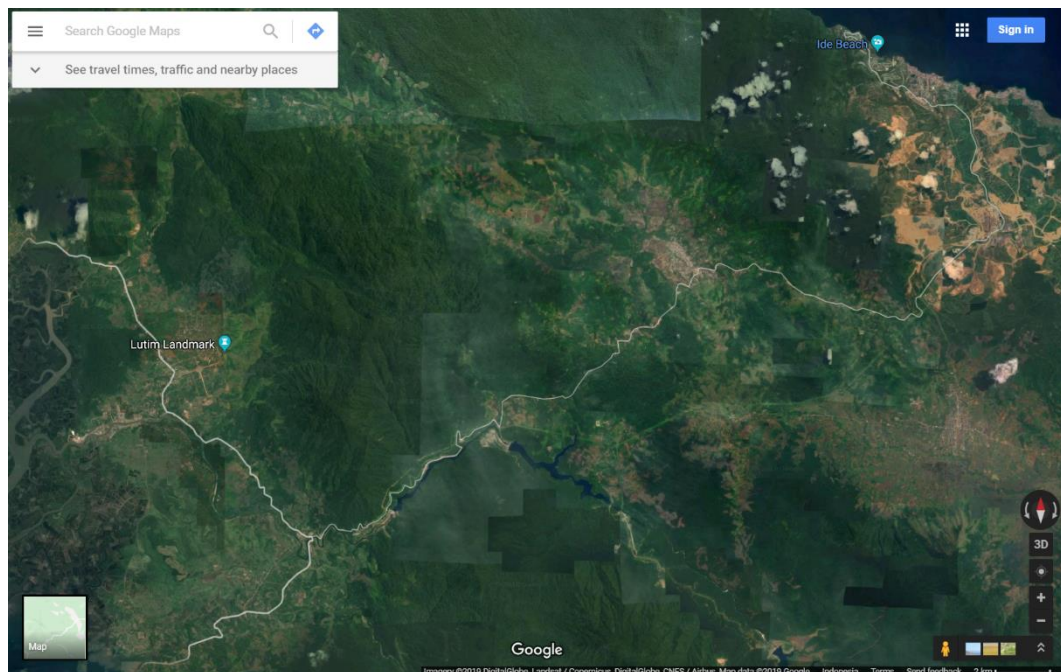 Search Google Maps
Sign in
Ide Beach
See travel times, traffic and nearby places
Lutim Landmark
3D
+
−
Map
Google
Imagery ©2019 DigitalGlobe, Landsat / Copernicus, DigitalGlobe, CNES / Airbus, Map data ©2019 Google Indonesia Terms Send feedback 2 km